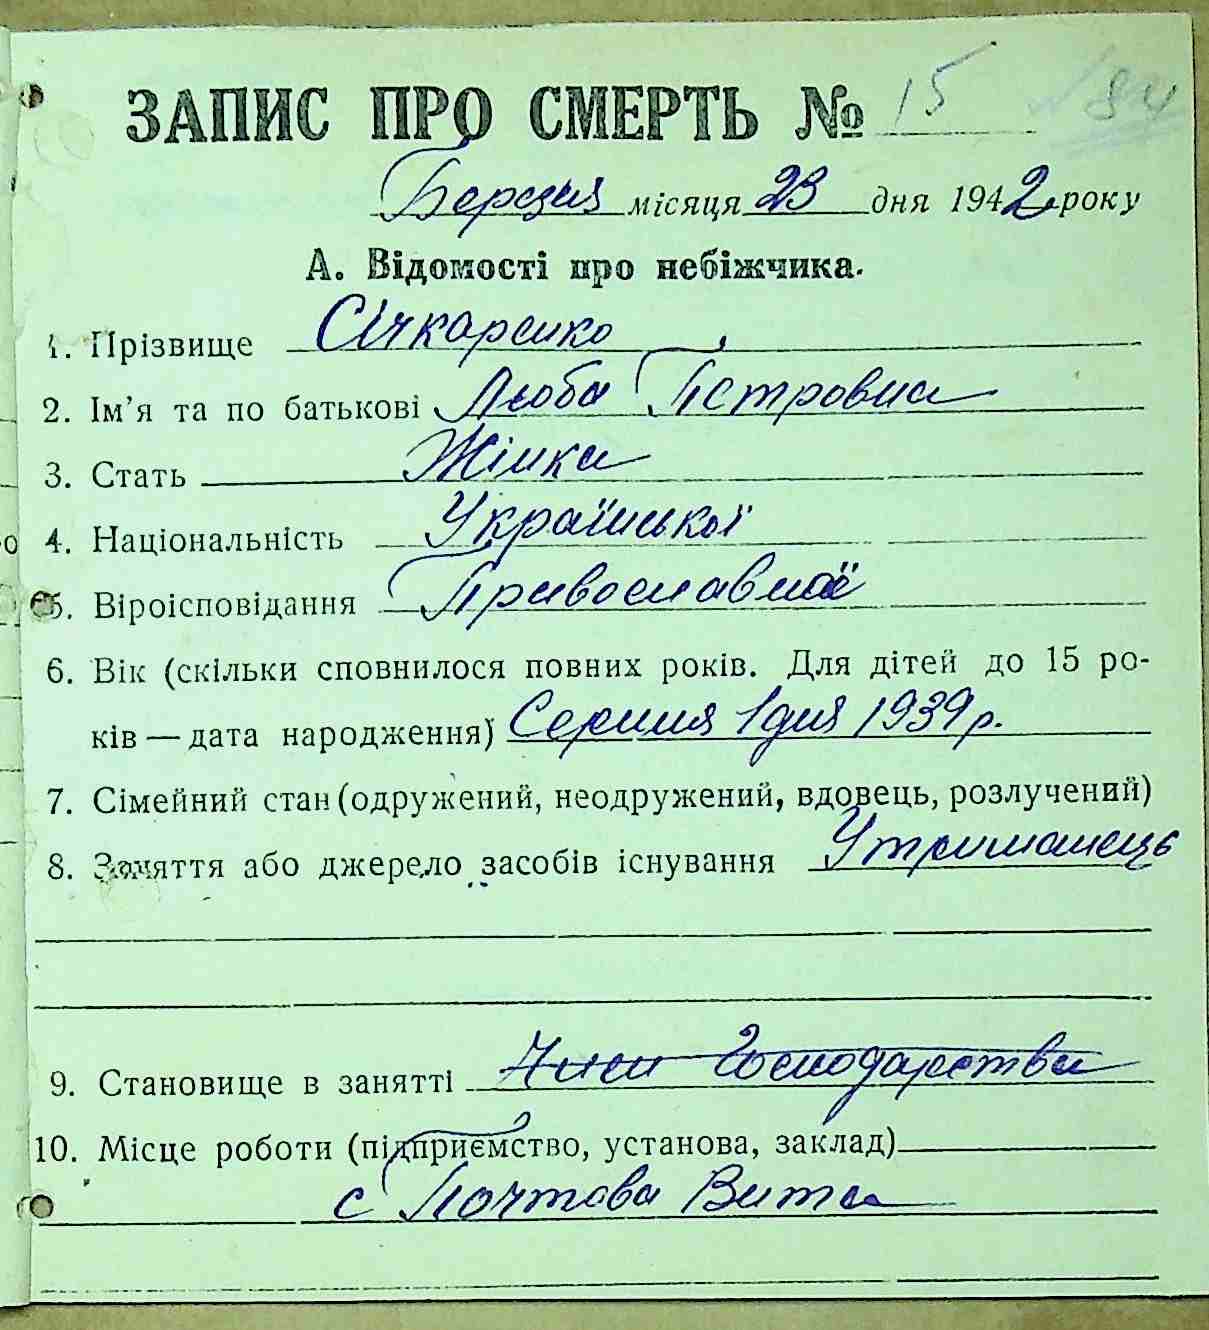 ЗАПИС ПРО СМЕРТЬ № 15 84
Березня місяця 23 дня 1942 року
А. Відомості про небіжчика.
1. Прізвище Січкаренко
2. Ім'я та по батькові Люба Петровна
3. Стать Жінка
4. Національність Української
5. Віроісповідання Православної
6. Вік (скільки сповнилося повних років. Для дітей до 15 ро-
ків — дата народження) Серпня 1 дня 1939 р.
7. Сімейний стан (одружений, неодружений, вдовець, розлучений)
8. Заняття або джерело засобів існування Утриманець
9. Становище в занятті Член Господарства
10. Місце роботи (підприємство, установа, заклад)
с Почтова Вита